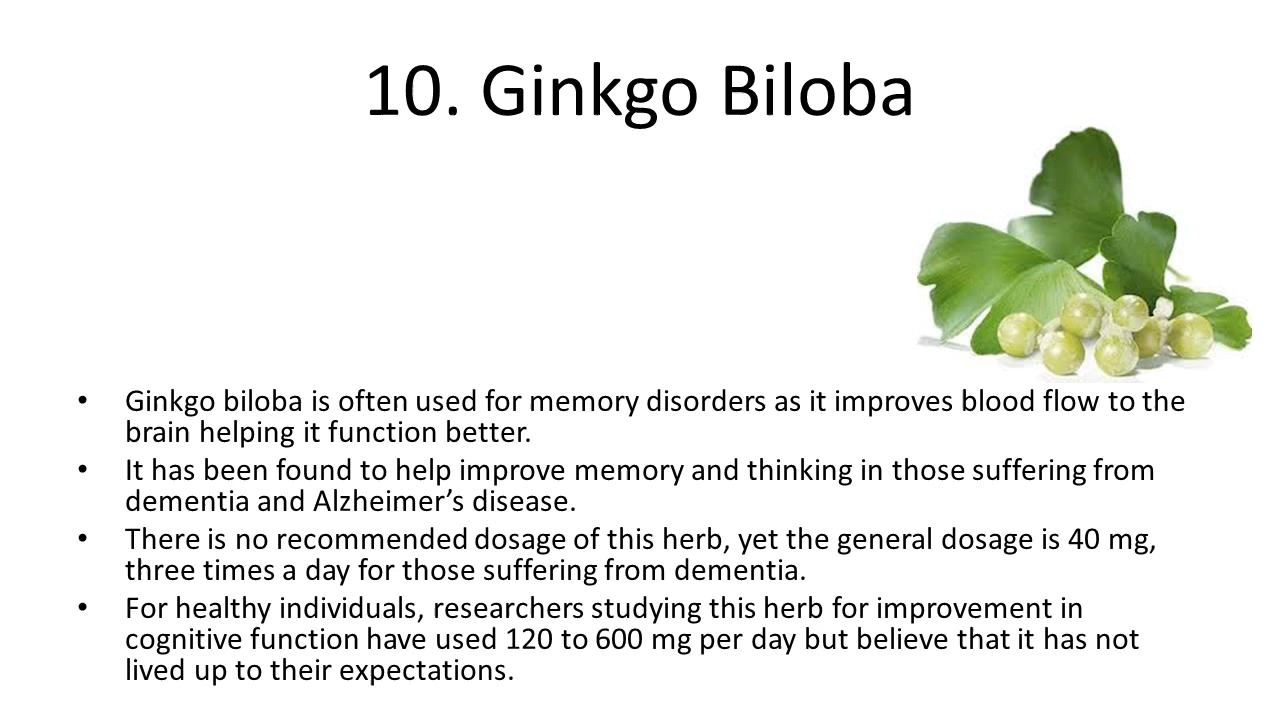 10. Ginkgo Biloba
• Ginkgo biloba is often used for memory disorders as it improves blood flow to the
brain helping it function better.
• It has been found to help improve memory and thinking in those suffering from
dementia and Alzheimer’s disease.
• There is no recommended dosage of this herb, yet the general dosage is 40 mg,
three times a day for those suffering from dementia.
• For healthy individuals, researchers studying this herb for improvement in
cognitive function have used 120 to 600 mg per day but believe that it has not
lived up to their expectations.